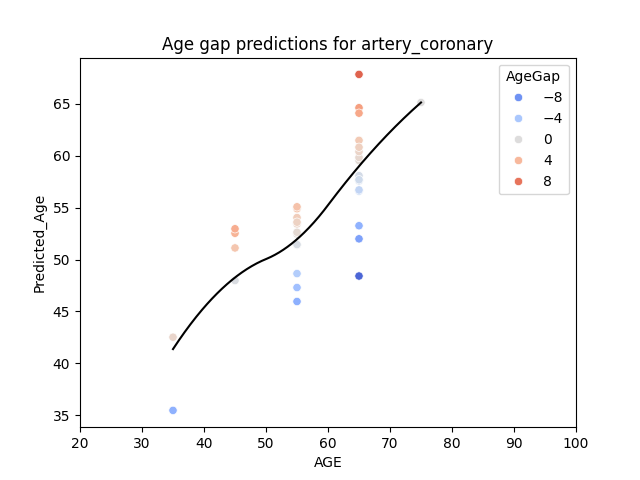 Age gap predictions for artery_coronary
AgeGap
−8
−4
0
4
8
Predicted_Age
65
60
55
50
45
40
35
20 30 40 50 60 70 80 90 100
AGE